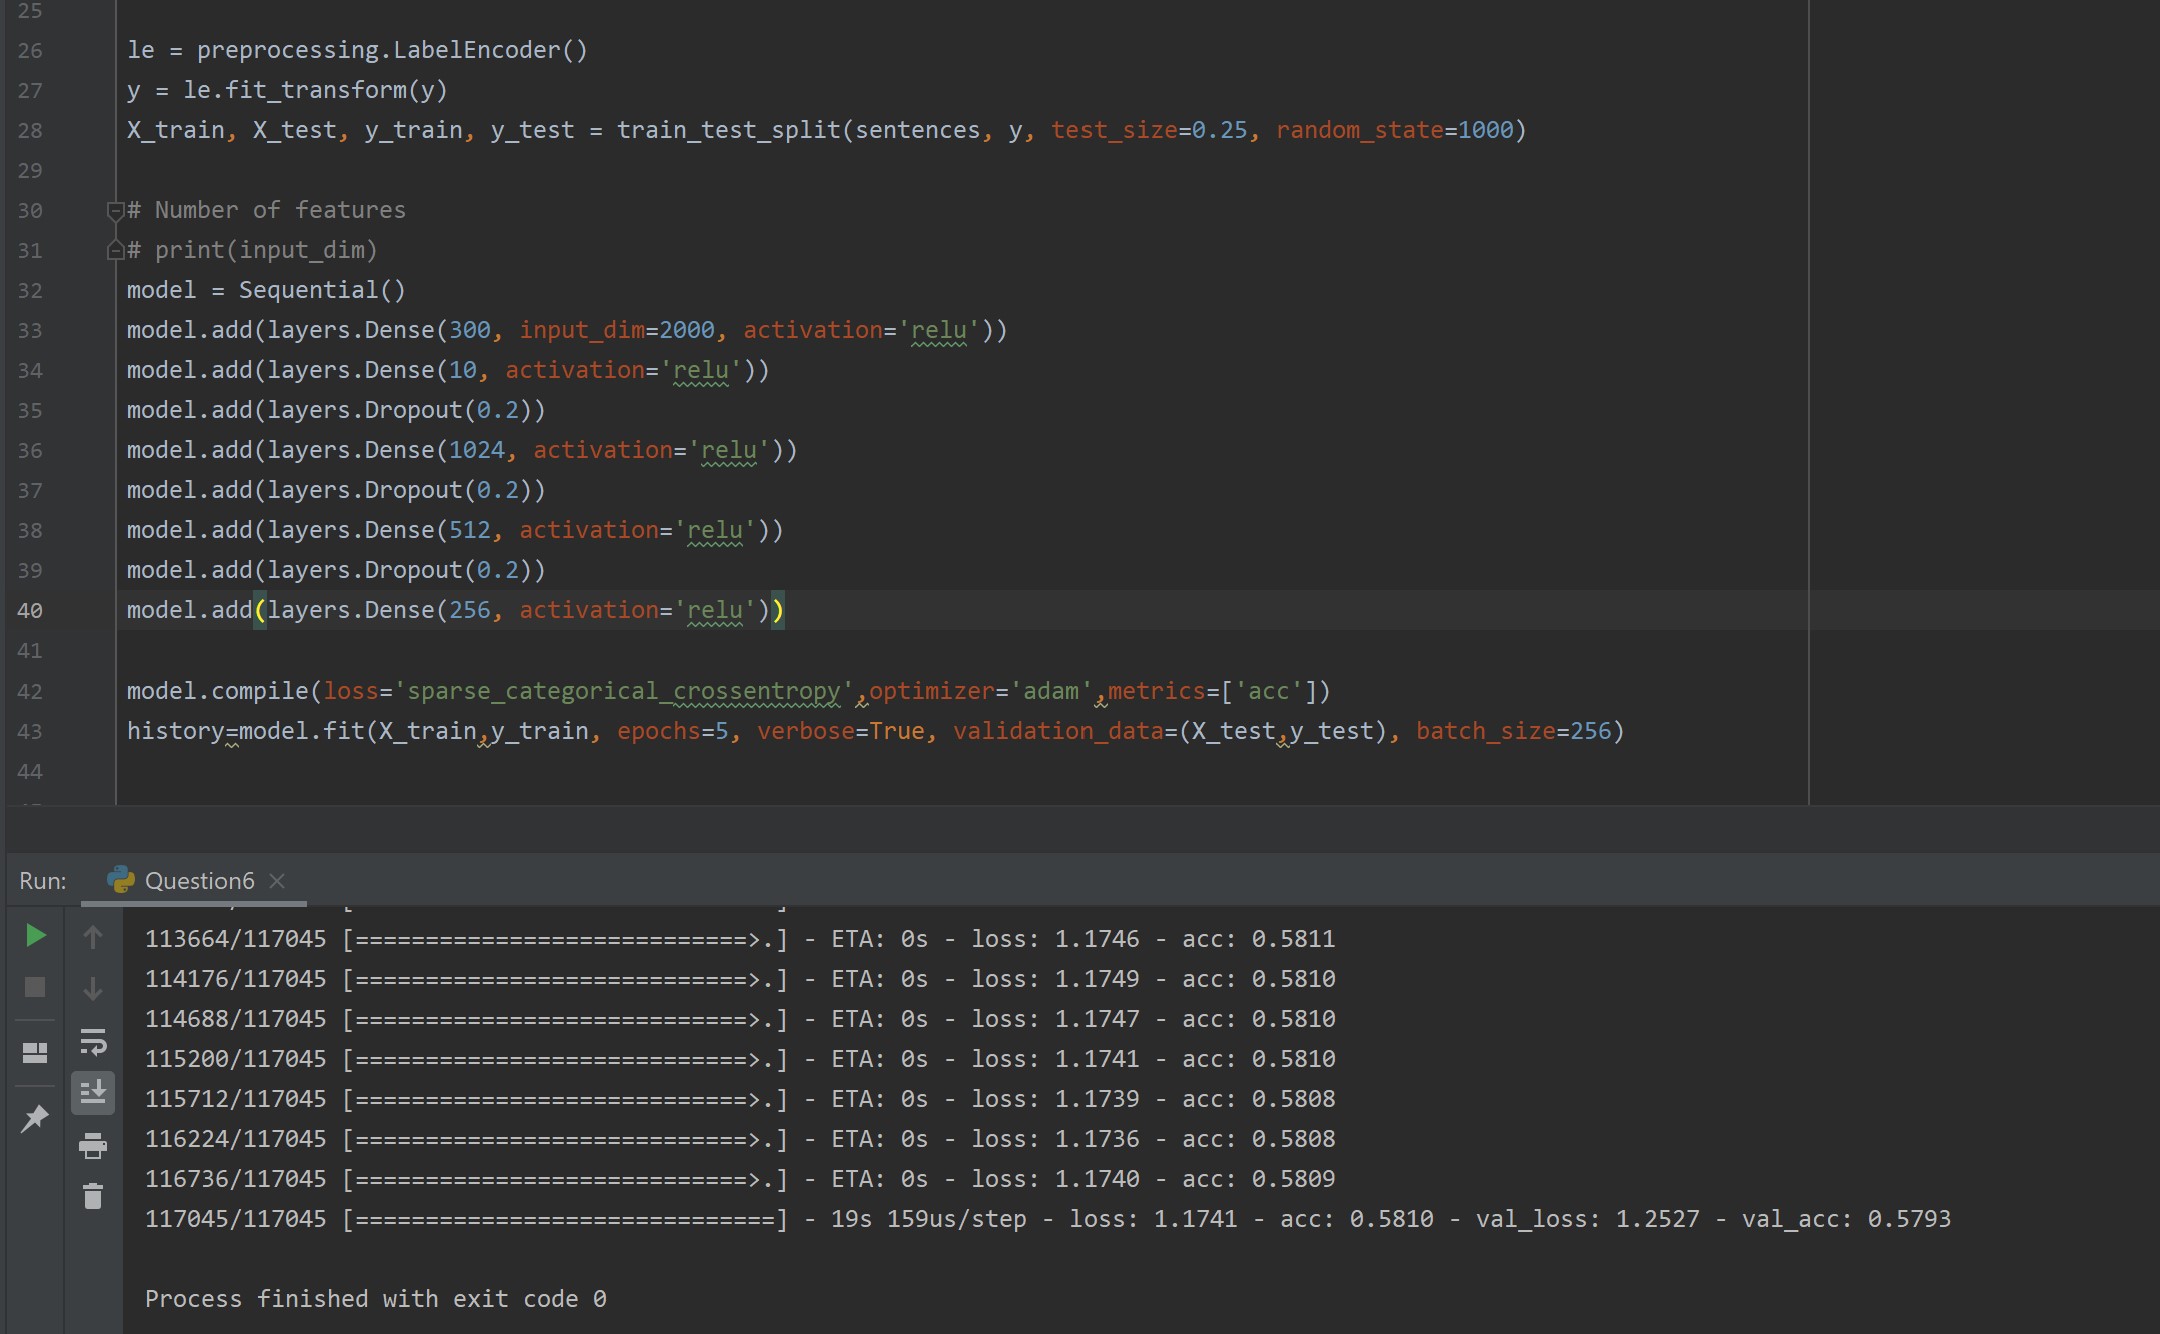 25
26 le = preprocessing.LabelEncoder()
27 y = le.fit_transform(y)
28 X_train, X_test, y_train, y_test = train_test_split(sentences, y, test_size=0.25, random_state=1000)
29
30 # Number of features
31 # print(input_dim)
32 model = Sequential()
33 model.add(layers.Dense(300, input_dim=2000, activation='relu'))
34 model.add(layers.Dense(10, activation='relu'))
35 model.add(layers.Dropout(0.2))
36 model.add(layers.Dense(1024, activation='relu'))
37 model.add(layers.Dropout(0.2))
38 model.add(layers.Dense(512, activation='relu'))
39 model.add(layers.Dropout(0.2))
40 model.add(layers.Dense(256, activation='relu'))
41
42 model.compile(loss='sparse_categorical_crossentropy',optimizer='adam',metrics=['acc'])
43 history=model.fit(X_train,y_train, epochs=5, verbose=True, validation_data=(X_test,y_test), batch_size=256)
44
Run: Question6
113664/117045 [============================>.] - ETA: 0s - loss: 1.1746 - acc: 0.5811
114176/117045 [============================>.] - ETA: 0s - loss: 1.1749 - acc: 0.5810
114688/117045 [============================>.] - ETA: 0s - loss: 1.1747 - acc: 0.5810
115200/117045 [============================>.] - ETA: 0s - loss: 1.1741 - acc: 0.5810
115712/117045 [============================>.] - ETA: 0s - loss: 1.1739 - acc: 0.5808
116224/117045 [============================>.] - ETA: 0s - loss: 1.1736 - acc: 0.5808
116736/117045 [============================>.] - ETA: 0s - loss: 1.1740 - acc: 0.5809
117045/117045 [==============================] - 19s 159us/step - loss: 1.1741 - acc: 0.5810 - val_loss: 1.2527 - val_acc: 0.5793
Process finished with exit code 0